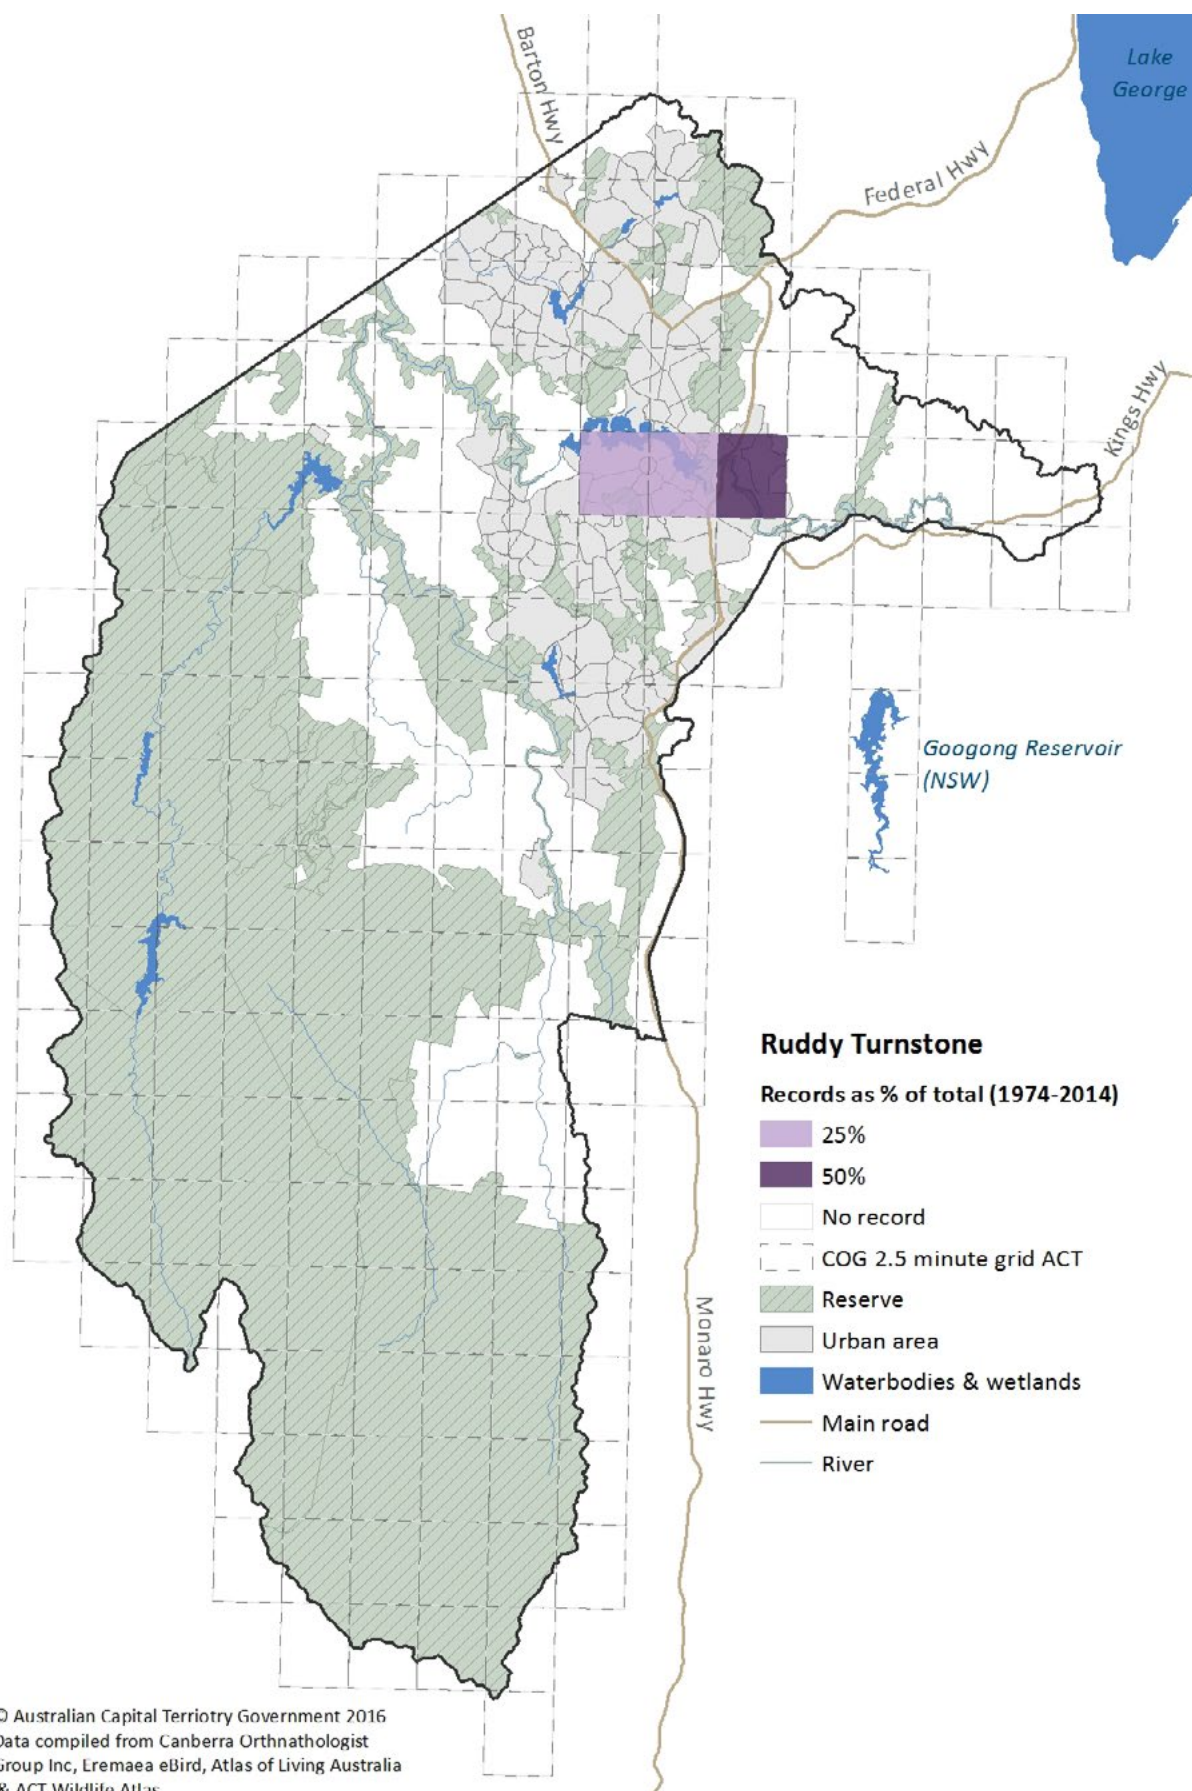 Barton Hwy
Lake
George
Federal Hwy
Kings Hwy
Googong Reservoir
(NSW)
Ruddy Turnstone
Records as % of total (1974-2014)
25%
50%
No record
COG 2.5 minute grid ACT
Reserve
Urban area
Waterbodies & wetlands
Main road
River
Monaro Hwy
© Australian Capital Terriotry Government 2016
Data compiled from Canberra Orthnathologist
Group Inc, Eremaea eBird, Atlas of Living Australia
& ACT Wildlife Atlas